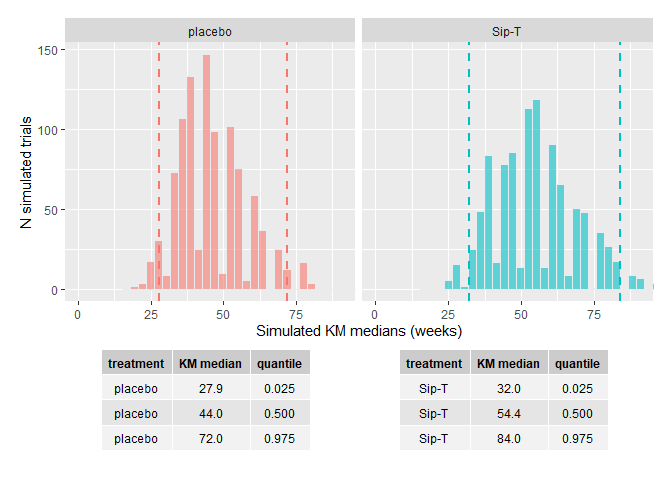 placebo Sip-T
150
100
50
0
N simulated trials
0 25 50 75 0 25 50 75
Simulated KM medians (weeks)
treatment KM median quantile
placebo 27.9 0.025
placebo 44.0 0.500
placebo 72.0 0.975
treatment KM median quantile
Sip-T 32.0 0.025
Sip-T 54.4 0.500
Sip-T 84.0 0.975